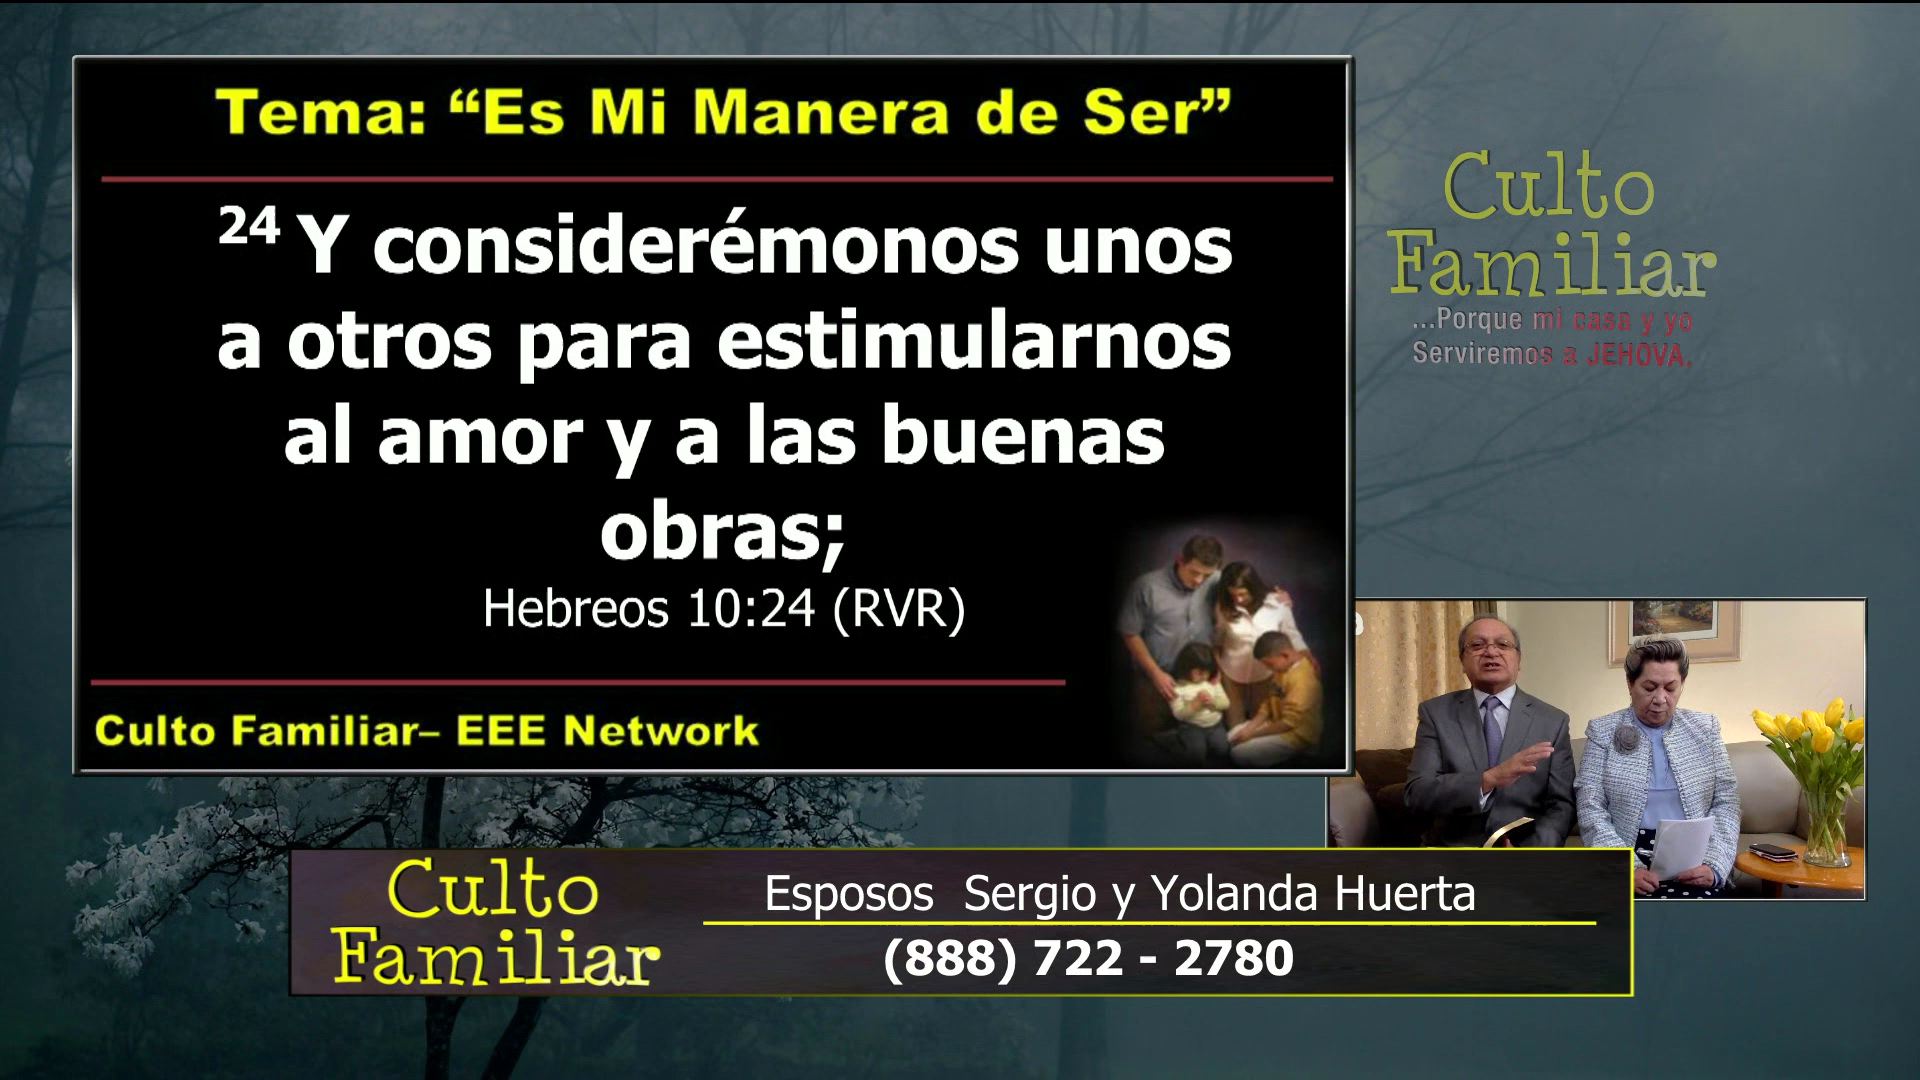 Tema: “Es Mi Manera de Ser”
24 Y considerémonos unos
a otros para estimularnos
al amor y a las buenas
obras;
Hebreos 10:24 (RVR)
Culto Familiar– EEE Network
Culto
Familiar
...Porque mi casa y yo
Serviremos a JEHOVA.
Culto
Familiar
Esposos  Sergio y Yolanda Huerta
(888) 722 - 2780